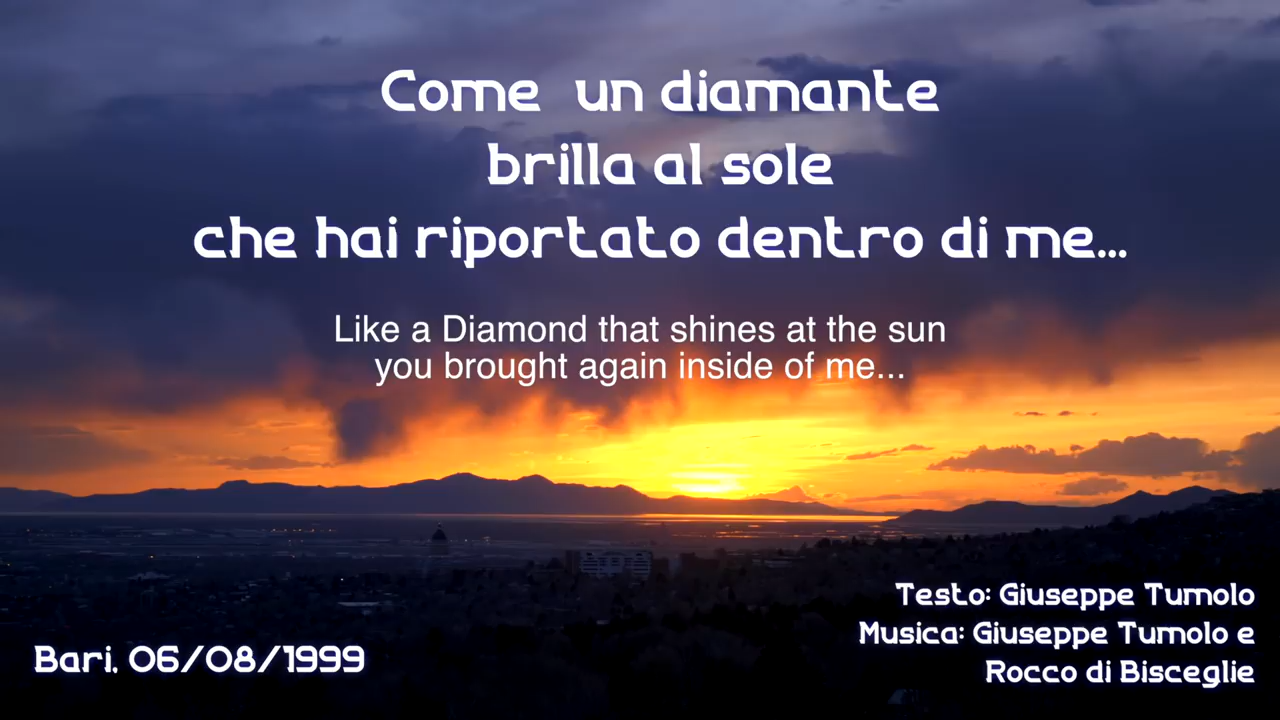 Come un diamante
brilla al sole
che hai riportato dentro di me...
Like a Diamond that shines at the sun
you brought again inside of me...
Testo: Giuseppe Tumolo
Musica: Giuseppe Tumolo e
Rocco di Bisceglie
Bari, 06/08/1999